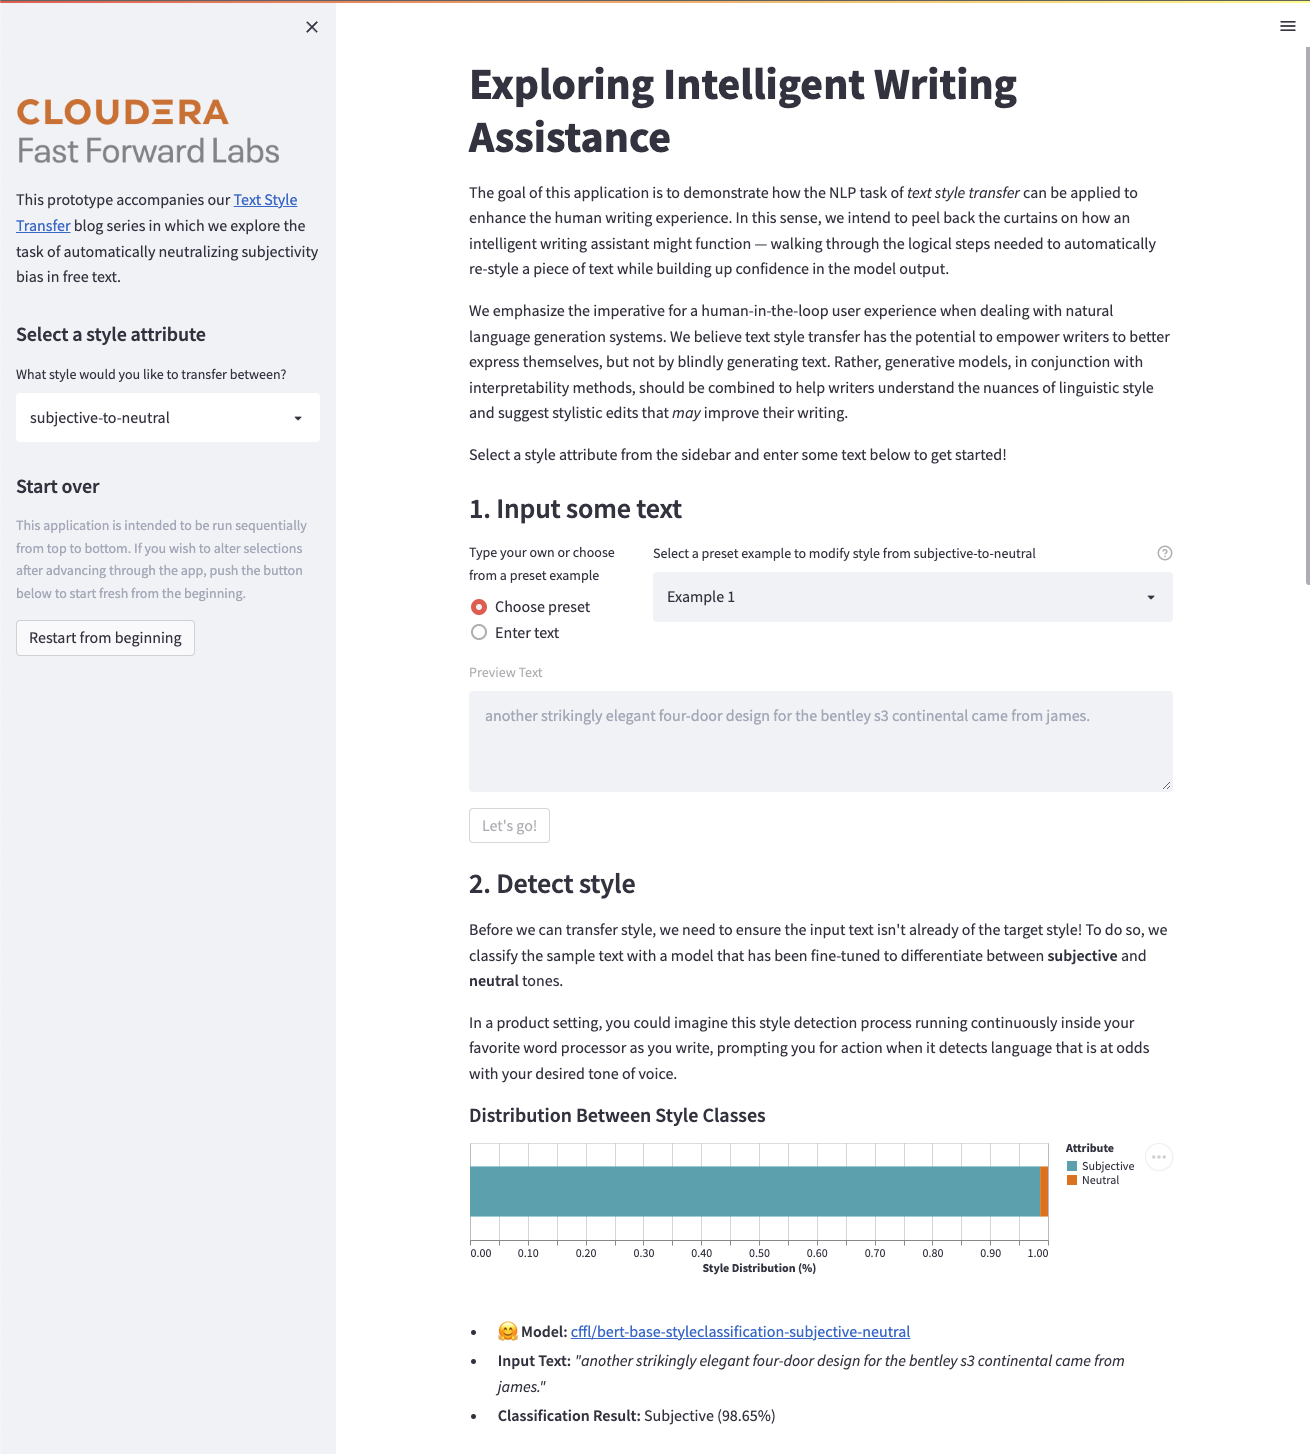 CLOUDERA
Fast Forward Labs
This prototype accompanies our Text Style
Transfer blog series in which we explore the
task of automatically neutralizing subjectivity
bias in free text.
Select a style attribute
What style would you like to transfer between?
subjective-to-neutral
Start over
This application is intended to be run sequentially
from top to bottom. If you wish to alter selections
after advancing through the app, push the button
below to start fresh from the beginning.
Restart from beginning
Exploring Intelligent Writing
Assistance
The goal of this application is to demonstrate how the NLP task of text style transfer can be applied to
enhance the human writing experience. In this sense, we intend to peel back the curtains on how an
intelligent writing assistant might function — walking through the logical steps needed to automatically
re-style a piece of text while building up confidence in the model output.
We emphasize the imperative for a human-in-the-loop user experience when dealing with natural
language generation systems. We believe text style transfer has the potential to empower writers to better
express themselves, but not by blindly generating text. Rather, generative models, in conjunction with
interpretability methods, should be combined to help writers understand the nuances of linguistic style
and suggest stylistic edits that may improve their writing.
Select a style attribute from the sidebar and enter some text below to get started!
1. Input some text
Type your own or choose
from a preset example
Choose preset
Enter text
Select a preset example to modify style from subjective-to-neutral
Example 1
Preview Text
another strikingly elegant four-door design for the bentley s3 continental came from james.
Let's go!
2. Detect style
Before we can transfer style, we need to ensure the input text isn't already of the target style! To do so, we
classify the sample text with a model that has been fine-tuned to differentiate between subjective and
neutral tones.
In a product setting, you could imagine this style detection process running continuously inside your
favorite word processor as you write, prompting you for action when it detects language that is at odds
with your desired tone of voice.
Distribution Between Style Classes
Attribute
Subjective
Neutral
0.00 0.10 0.20 0.30 0.40 0.50 0.60 0.70 0.80 0.90 1.00
Style Distribution (%)
🤗 Model: cffl/bert-base-styleclassification-subjective-neutral
Input Text: "another strikingly elegant four-door design for the bentley s3 continental came from
james."
Classification Result: Subjective (98.65%)